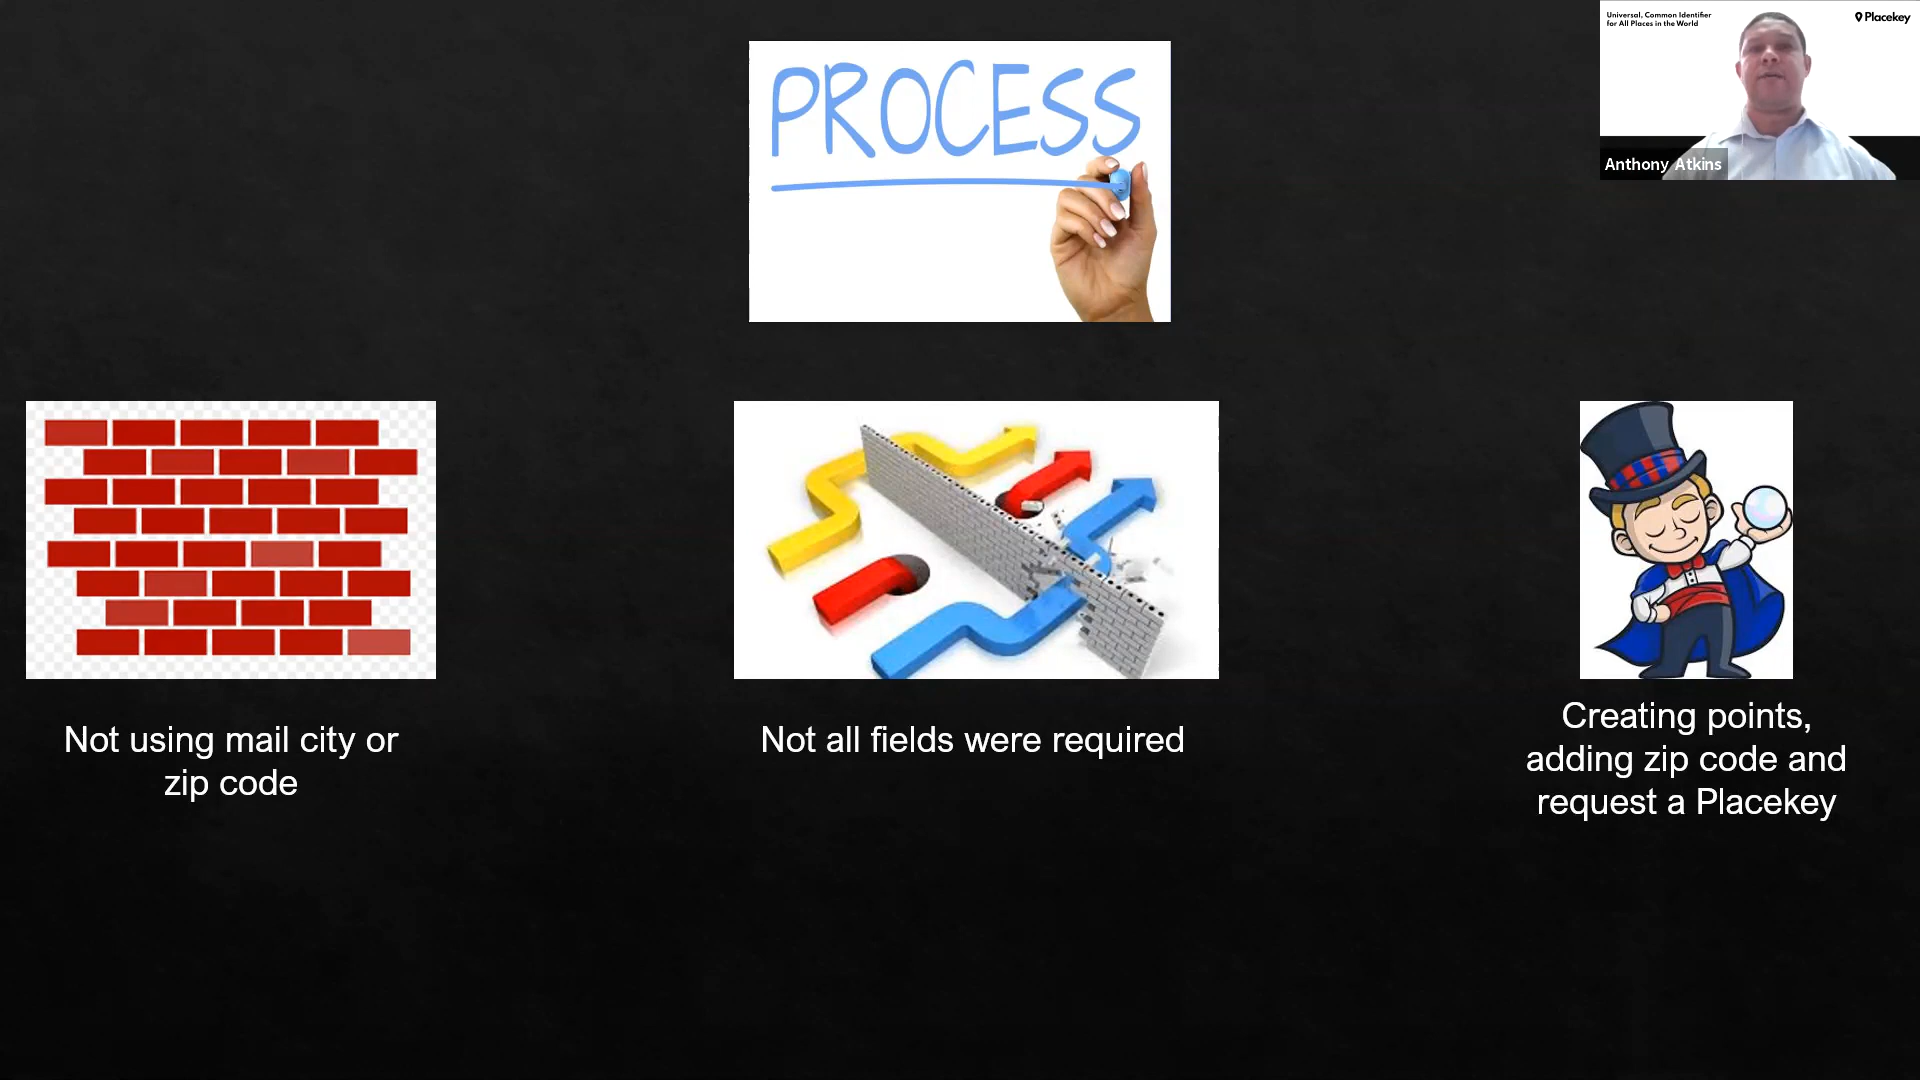 PROCESS
Universal, Common Identifier
for All Places in the World
Placekey
Anthony Atkins
Not using mail city or
zip code
Not all fields were required
Creating points,
adding zip code and
request a Placekey